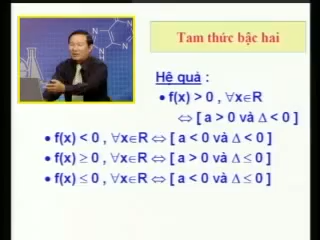 Tam thức bậc hai
Hệ quả :
• f(x) > 0 , ∀x∈R
⇔ [ a > 0 và Δ < 0 ]
• f(x) < 0 , ∀x∈R ⇔ [ a < 0 và Δ < 0 ]
• f(x) ≥ 0 , ∀x∈R ⇔ [ a > 0 và Δ ≤ 0 ]
• f(x) ≤ 0 , ∀x∈R ⇔ [ a < 0 và Δ ≤ 0 ]